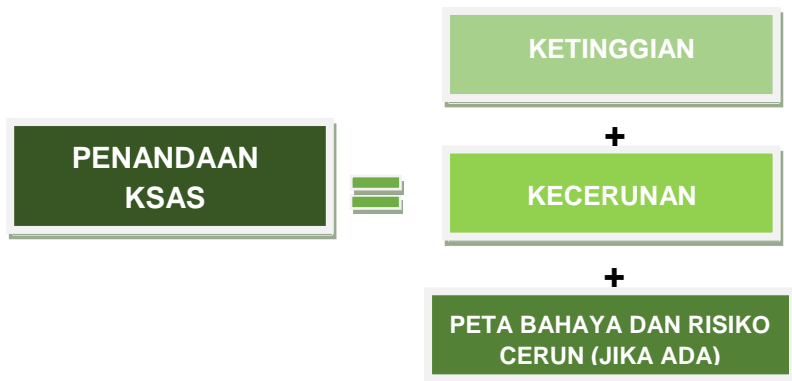 PENANDAAN
KSAS
KETINGGIAN
+
KECERUNAN
+
PETA BAHAYA DAN RISIKO
CERUN (JIKA ADA)